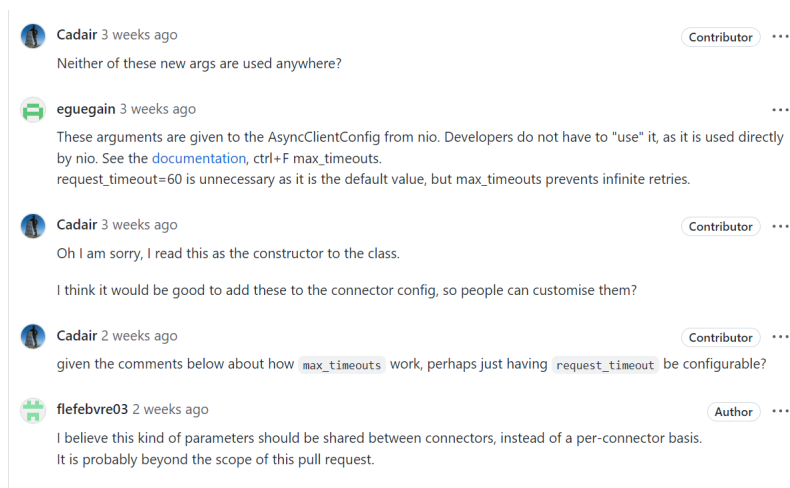 Cadair 3 weeks ago
Contributor
Neither of these new args are used anywhere?
eguegain 3 weeks ago
These arguments are given to the AsyncClientConfig from nio. Developers do not have to "use" it, as it is used directly
by nio. See the documentation, ctrl+F max_timeouts.
request_timeout=60 is unnecessary as it is the default value, but max_timeouts prevents infinite retries.
Cadair 3 weeks ago
Contributor
Oh I am sorry, I read this as the constructor to the class.
I think it would be good to add these to the connector config, so people can customise them?
Cadair 2 weeks ago
Contributor
given the comments below about how max_timeouts work, perhaps just having request_timeout be configurable?
flefebvre03 2 weeks ago
Author
I believe this kind of parameters should be shared between connectors, instead of a per-connector basis.
It is probably beyond the scope of this pull request.